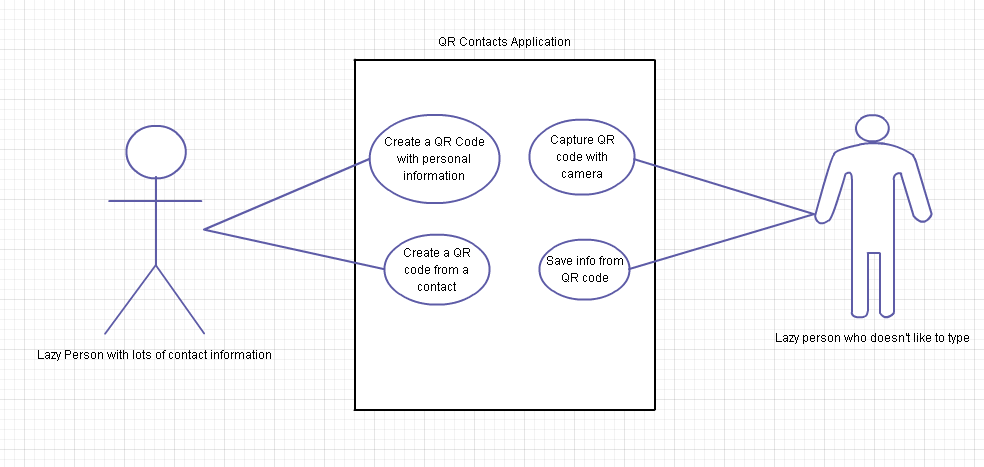 QR Contacts Application
Create a QR Code
with personal
information
Capture QR
code with
camera
Create a QR
code from a
contact
Save info from
QR code
Lazy Person with lots of contact information
Lazy person who doesn't like to type